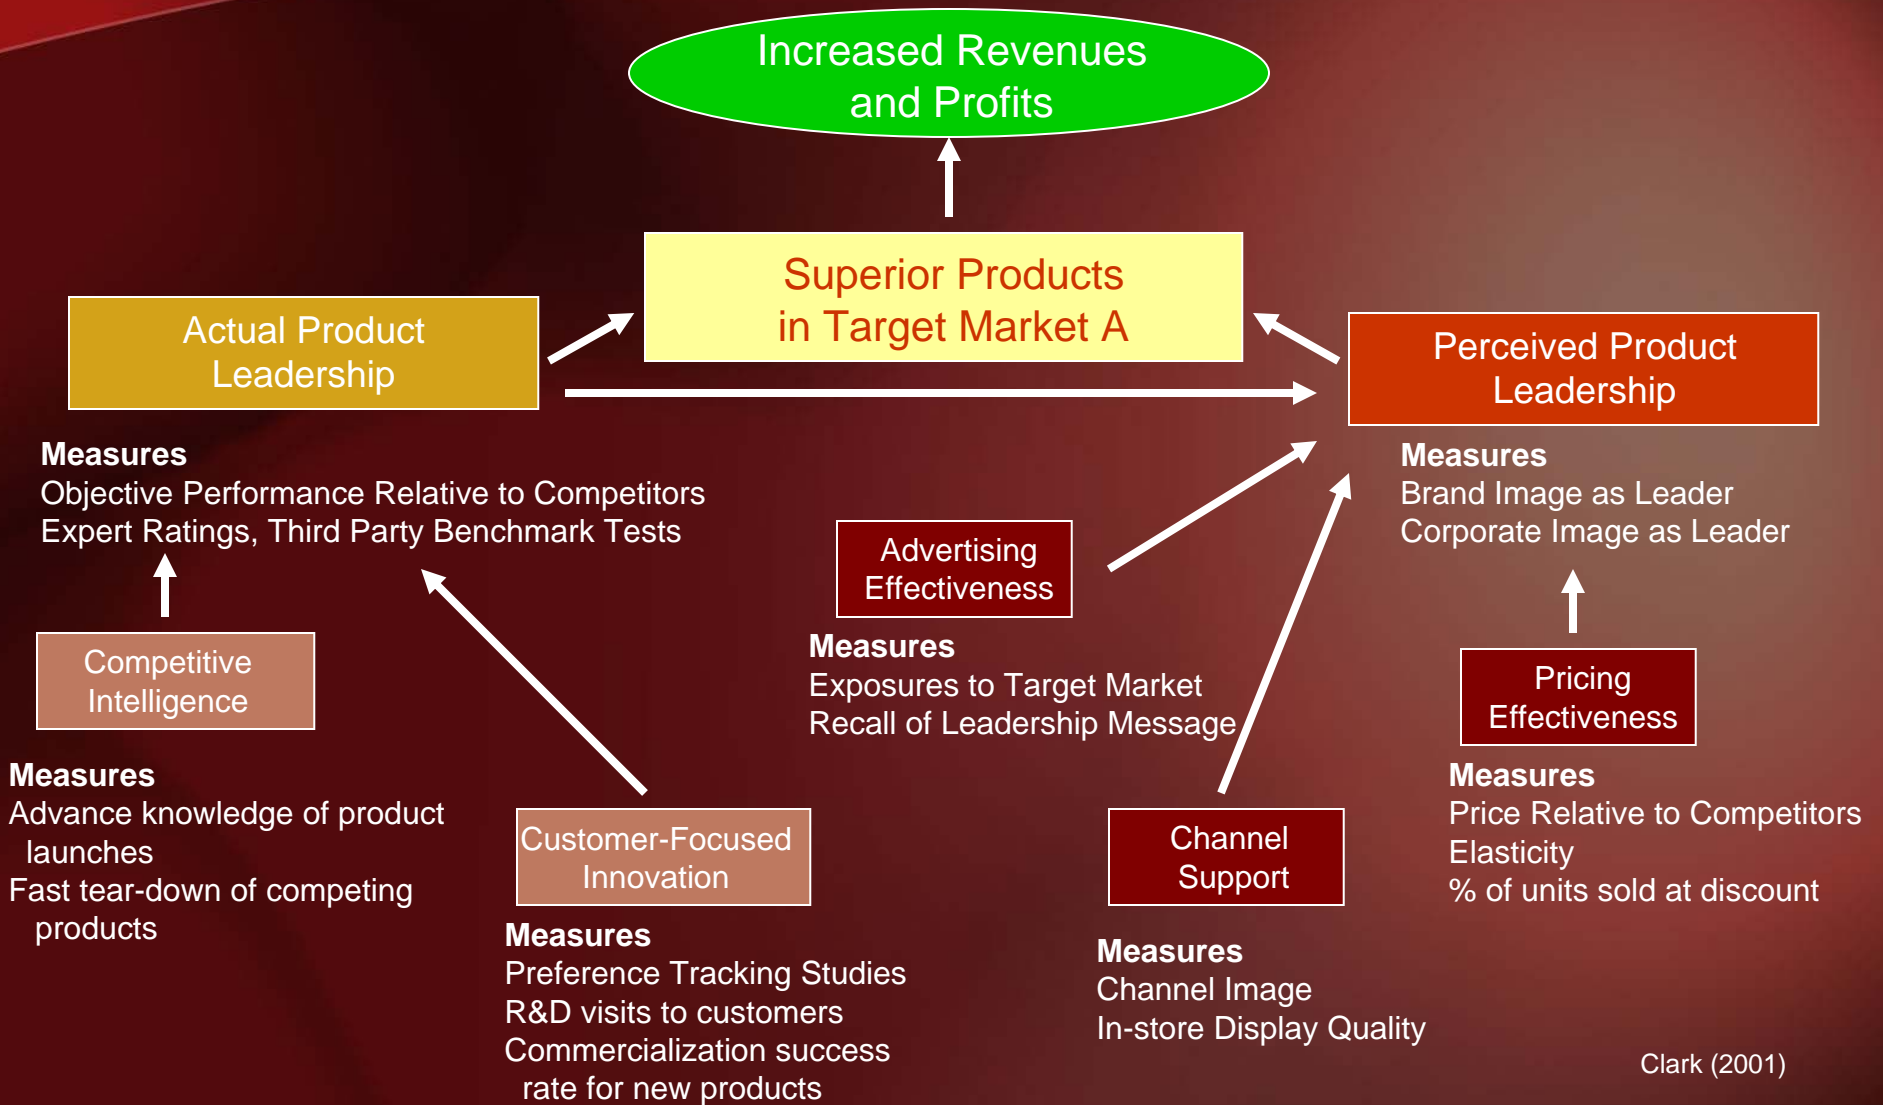 Increased Revenues
and Profits
Superior Products
in Target Market A
Actual Product
Leadership
Perceived Product
Leadership
Measures
Objective Performance Relative to Competitors
Expert Ratings, Third Party Benchmark Tests
Measures
Brand Image as Leader
Corporate Image as Leader
Advertising
Effectiveness
Measures
Exposures to Target Market
Recall of Leadership Message
Competitive
Intelligence
Measures
Advance knowledge of product
launches
Fast tear-down of competing
products
Pricing
Effectiveness
Measures
Price Relative to Competitors
Elasticity
% of units sold at discount
Customer-Focused
Innovation
Measures
Preference Tracking Studies
R&D visits to customers
Commercialization success
rate for new products
Channel
Support
Measures
Channel Image
In-store Display Quality
Clark (2001)